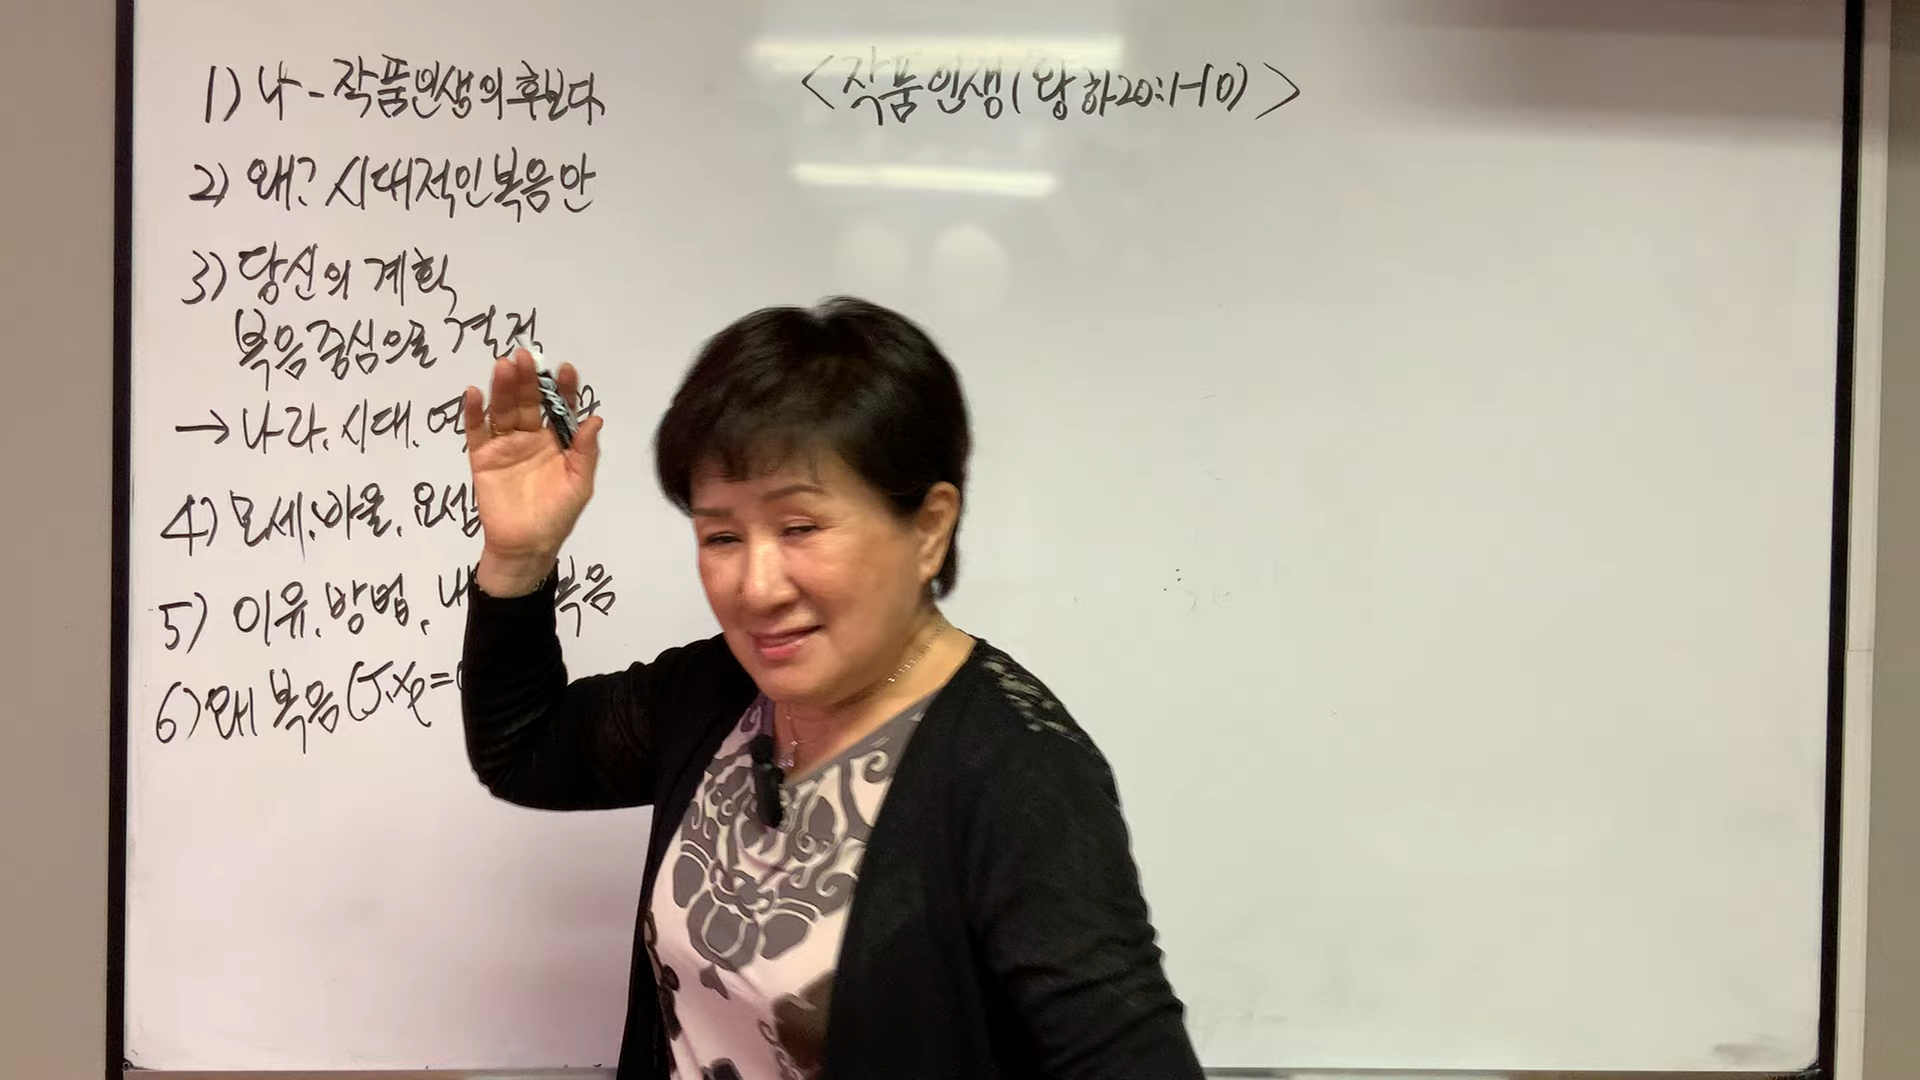 <작품인생(왕하20:1-10)>
1) 나 - 작품인생의 후보다
2) 왜? 시대적인 복음 안
3) 당신의 계획
복음중심으로 결정
→ 나라. 시대.
4) 모세. 바울. 요셉
5) 이유. 방법. 복음
6) 왜 복음